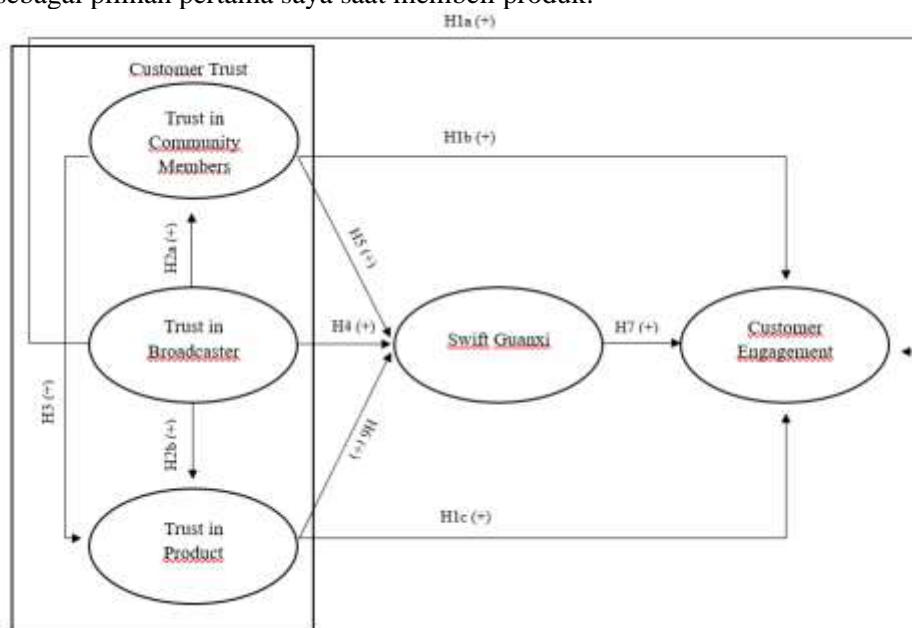 sebagai pilihan pertama saya saat membeli produk.
H1a (+)
Customer Trust
Trust in
Community
Members
H1b (+)
H2a (+)
H5 (+)
Trust in
Broadcaster
H4 (+)
Swift Guanxi
H7 (+)
Customer
Engagement
H3 (+)
H2b (+)
H6 (+)
Trust in
Product
H1c (+)